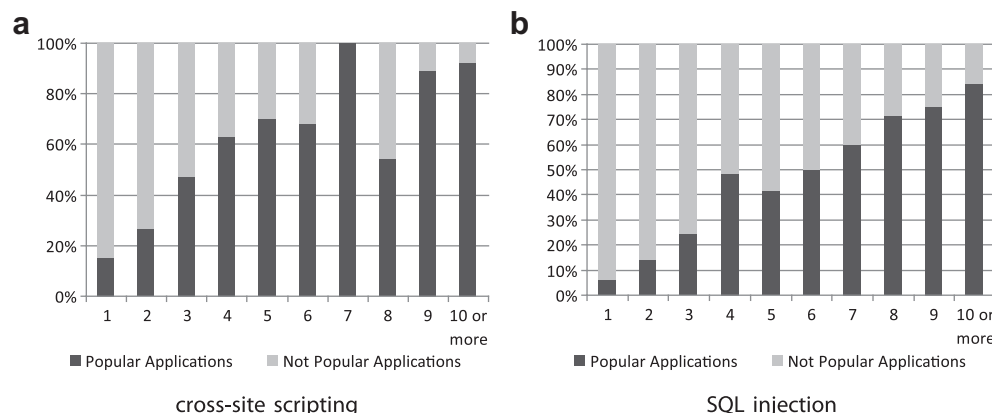 a
100%
80%
60%
40%
20%
0%
1 2 3 4 5 6 7 8 9 10 or
more
Popular Applications Not Popular Applications
cross-site scripting
b
100%
90%
80%
70%
60%
50%
40%
30%
20%
10%
0%
1 2 3 4 5 6 7 8 9 10 or
more
Popular Applications Not Popular Applications
SQL injection